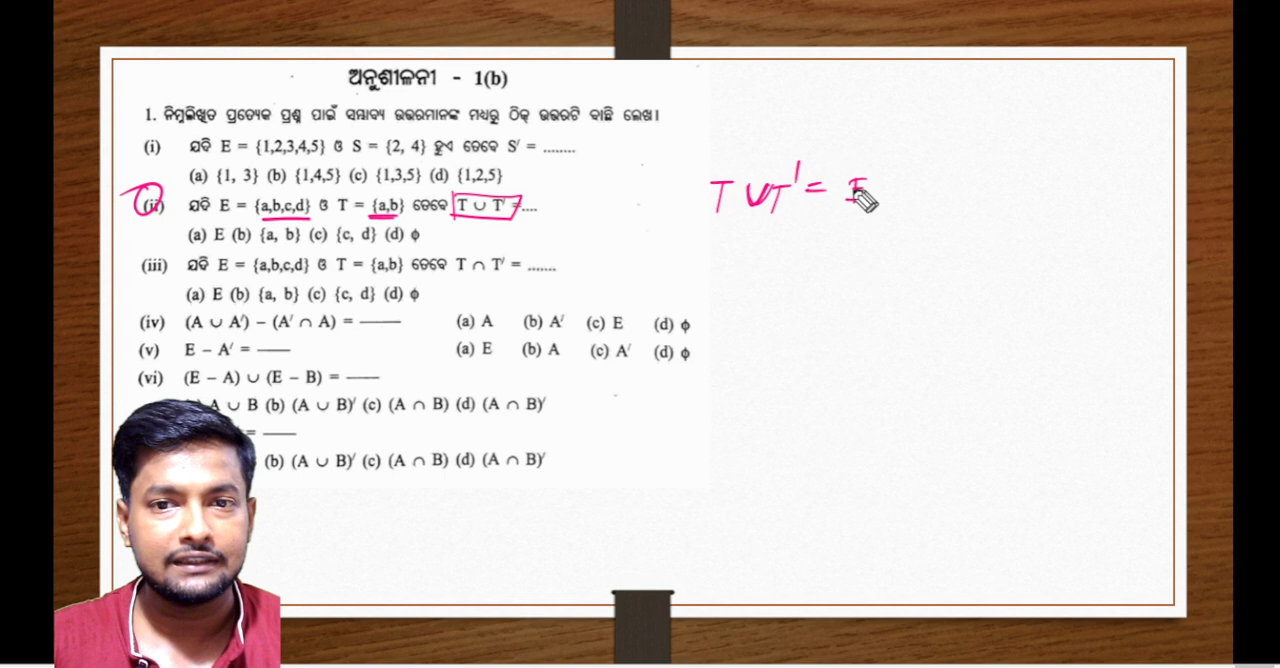 ଅନୁଶୀଳନୀ - 1(b)
1. ନିମ୍ନଲିଖିତ ପ୍ରତ୍ୟେକ ପ୍ରଶ୍ନ ପାଇଁ ସମ୍ଭାବ୍ୟ ଉତ୍ତରମାନଙ୍କ ମଧ୍ୟରୁ ଠିକ୍ ଉତ୍ତରଟି ବାଛି ଲେଖ।
(i) ଯଦି E = {1,2,3,4,5} ଓ S = {2, 4} ହୁଏ ତେବେ S′ = ........
(a) {1, 3} (b) {1,4,5} (c) {1,3,5} (d) {1,2,5}
(ii) ଯଦି E = {a,b,c,d} ଓ T = {a,b} ତେବେ T ∪ T′ =....
(a) E (b) {a, b} (c) {c, d} (d) ϕ
T ∪ T' = E
(iii) ଯଦି E = {a,b,c,d} ଓ T = {a,b} ତେବେ T ∩ T′ = .......
(a) E (b) {a, b} (c) {c, d} (d) ϕ
(iv) (A ∪ A′) – (A′ ∩ A) = —— (a) A (b) A′ (c) E (d) ϕ
(v) E – A′ = —— (a) E (b) A (c) A′ (d) ϕ
(vi) (E – A) ∪ (E – B) = ——
A ∪ B (b) (A ∪ B)′ (c) (A ∩ B) (d) (A ∩ B)′
= ——
(b) (A ∪ B)′ (c) (A ∩ B) (d) (A ∩ B)′